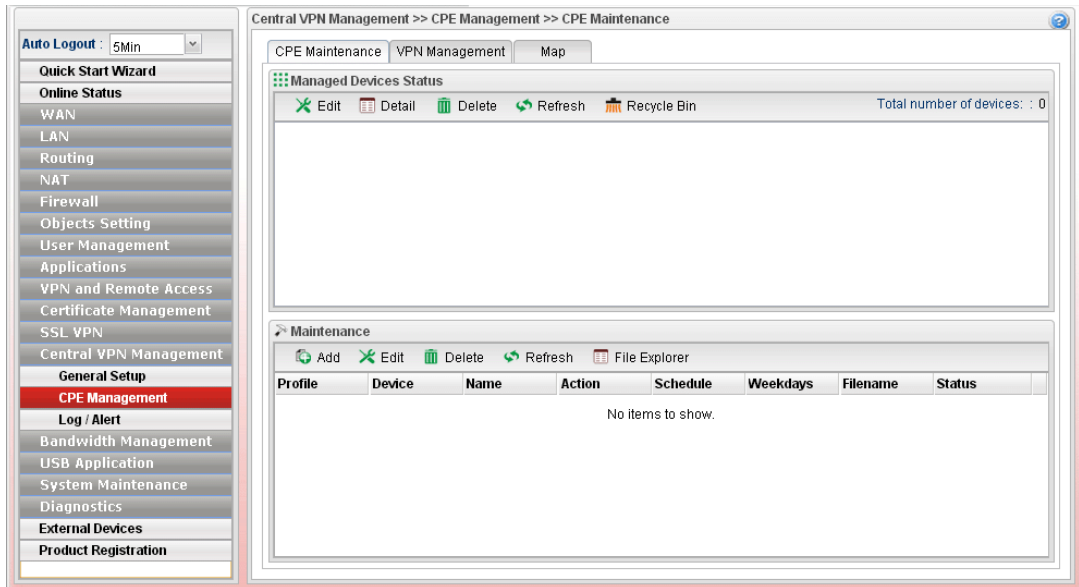 Central VPN Management >> CPE Management >> CPE Maintenance
Auto Logout : 5Min
Quick Start Wizard
Online Status
WAN
LAN
Routing
NAT
Firewall
Objects Setting
User Management
Applications
VPN and Remote Access
Certificate Management
SSL VPN
Central VPN Management
General Setup
CPE Management
Log / Alert
Bandwidth Management
USB Application
System Maintenance
Diagnostics
External Devices
Product Registration
CPE Maintenance VPN Management Map
Managed Devices Status
Edit Detail Delete Refresh Recycle Bin Total number of devices: : 0
Maintenance
Add Edit Delete Refresh File Explorer
Profile Device Name Action Schedule Weekdays Filename Status
No items to show.